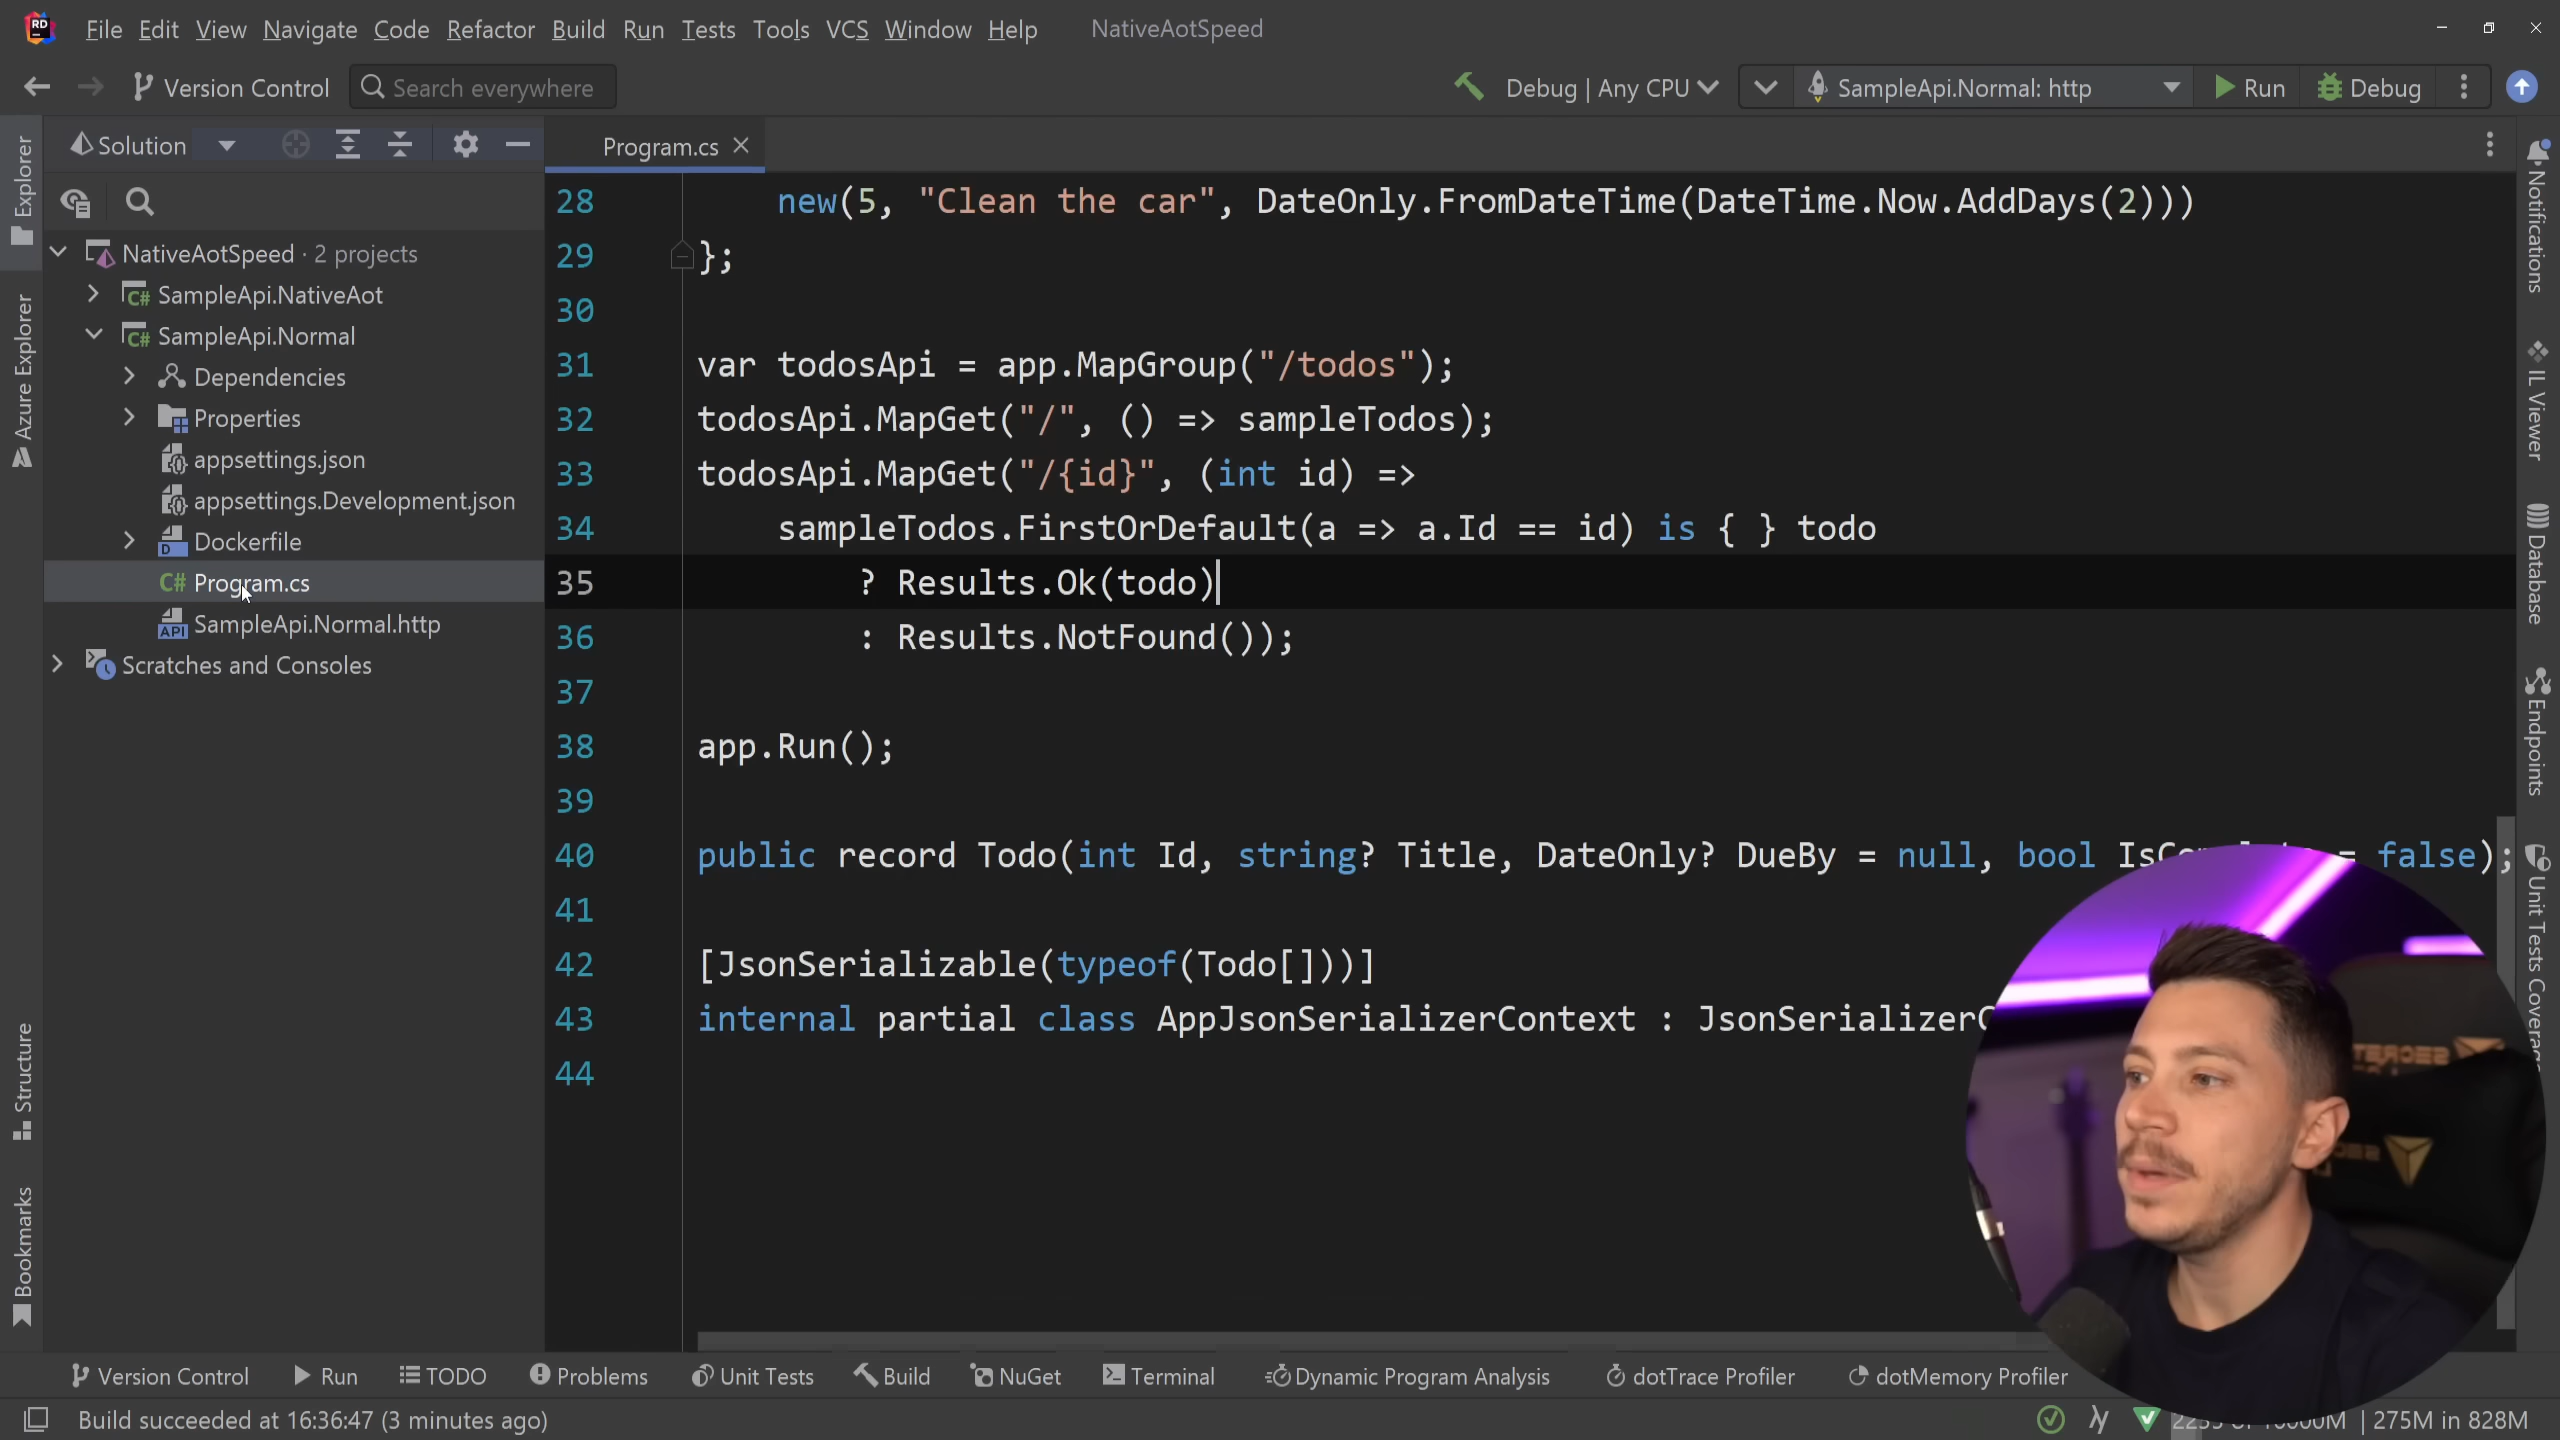 RD File Edit View Navigate Code Refactor Build Run Tests Tools VCS Window Help NativeAotSpeed
Version Control Search everywhere Debug | Any CPU SampleApi.Normal: http Run Debug
Explorer
Azure Explorer
Structure
Bookmarks
Solution
NativeAotSpeed · 2 projects
C# SampleApi.NativeAot
C# SampleApi.Normal
Dependencies
Properties
appsettings.json
appsettings.Development.json
D Dockerfile
C# Program.cs
API SampleApi.Normal.http
Scratches and Consoles
Program.cs
28 new(5, "Clean the car", DateOnly.FromDateTime(DateTime.Now.AddDays(2)))
29 };
30
31 var todosApi = app.MapGroup("/todos");
32 todosApi.MapGet("/", () => sampleTodos);
33 todosApi.MapGet("/{id}", (int id) =>
34 sampleTodos.FirstOrDefault(a => a.Id == id) is { } todo
35 ? Results.Ok(todo)
36 : Results.NotFound());
37
38 app.Run();
39
40 public record Todo(int Id, string? Title, DateOnly? DueBy = null, bool = false);
41
42 [JsonSerializable(typeof(Todo[]))]
43 internal partial class AppJsonSerializerContext :
44
Notifications
IL Viewer
Database
Endpoints
Unit Tests
Version Control Run TODO Problems Unit Tests Build NuGet Terminal Dynamic Program Analysis dotTrace Profiler dotMemory Profiler
Build succeeded at 16:36:47 (3 minutes ago) | 275M in 828M